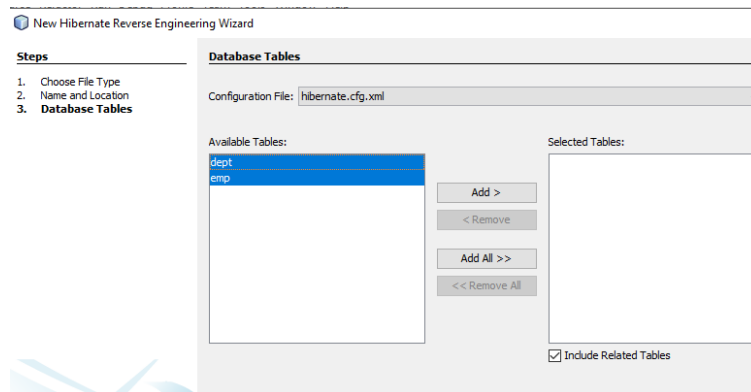 New Hibernate Reverse Engineering Wizard
Steps
1. Choose File Type
2. Name and Location
3. Database Tables
Database Tables
Configuration File: hibernate.cfg.xml
Available Tables:
dept
emp
Add >
< Remove
Add All >>
<< Remove All
Selected Tables:
Include Related Tables